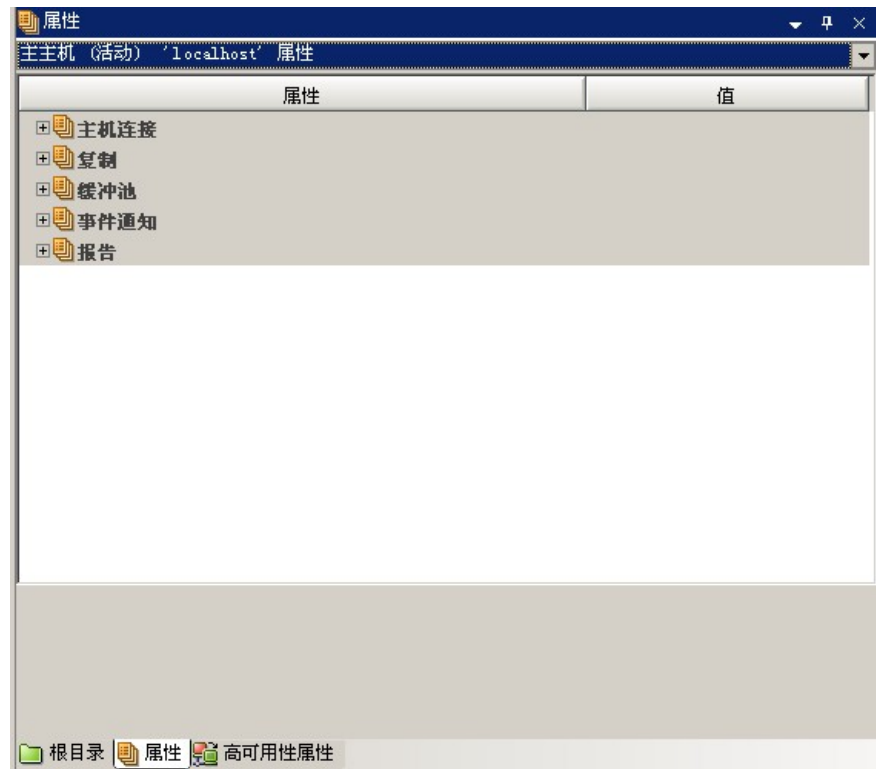 属性
主主机 (活动) 'localhost' 属性
属性 值
主机连接
复制
缓冲池
事件通知
报告
根目录 属性 高可用性属性